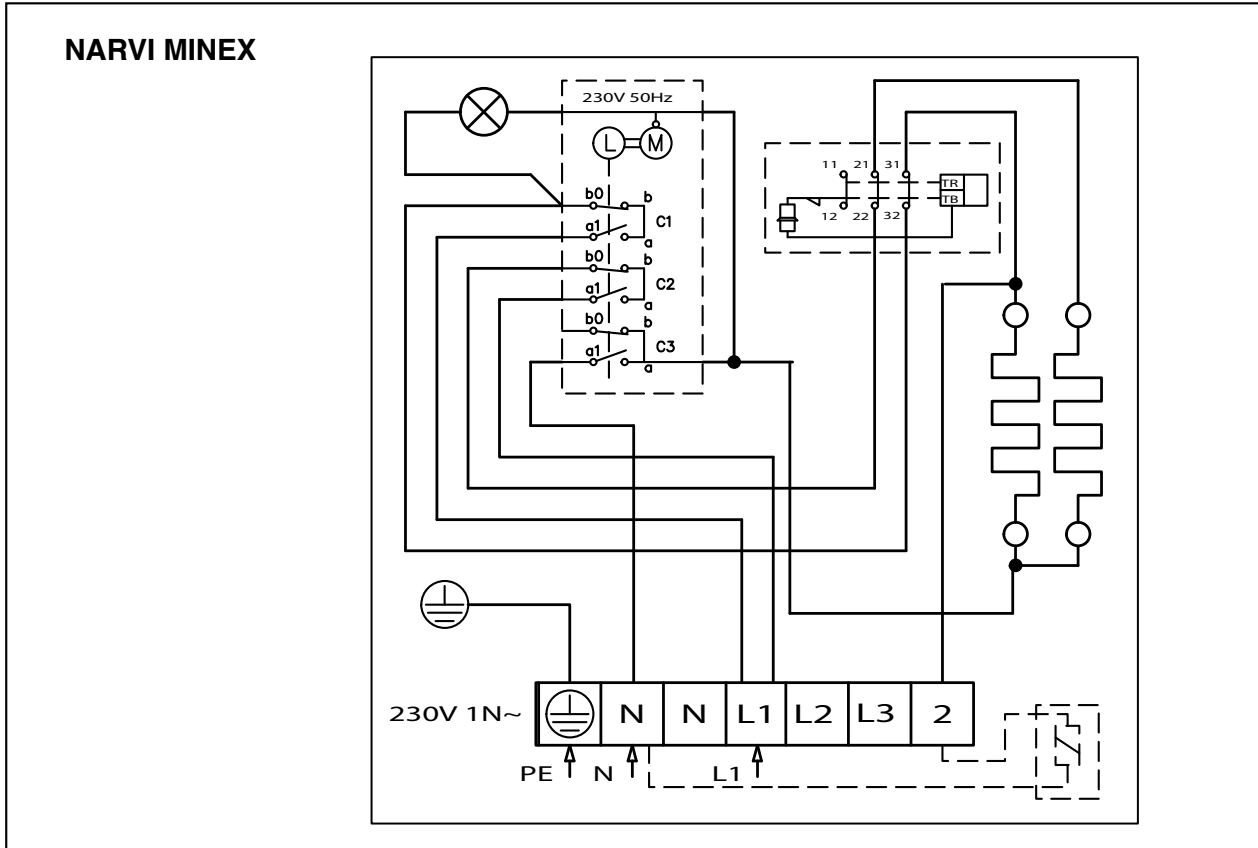 NARVI MINEX
230V 50Hz
L M
11 21 31
TR
TB
12 22 32
b0 b
C1
a1 a
b0 b
C2
a1 a
b0 b
C3
a1 a
230V 1N~ N N L1 L2 L3 2
PE N L1